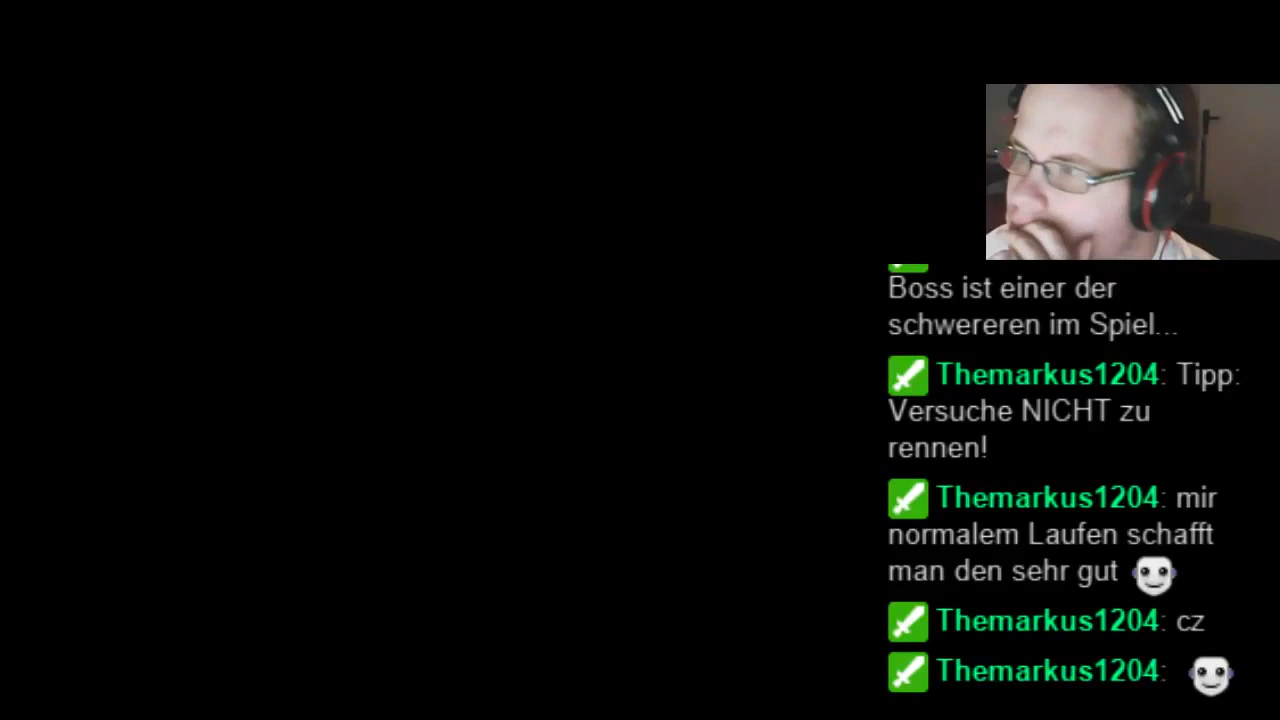 Boss ist einer der
schwereren im Spiel...
Themarkus1204: Tipp:
Versuche NICHT zu
rennen!
Themarkus1204: mir
normalem Laufen schafft
man den sehr gut
Themarkus1204: cz
Themarkus1204: